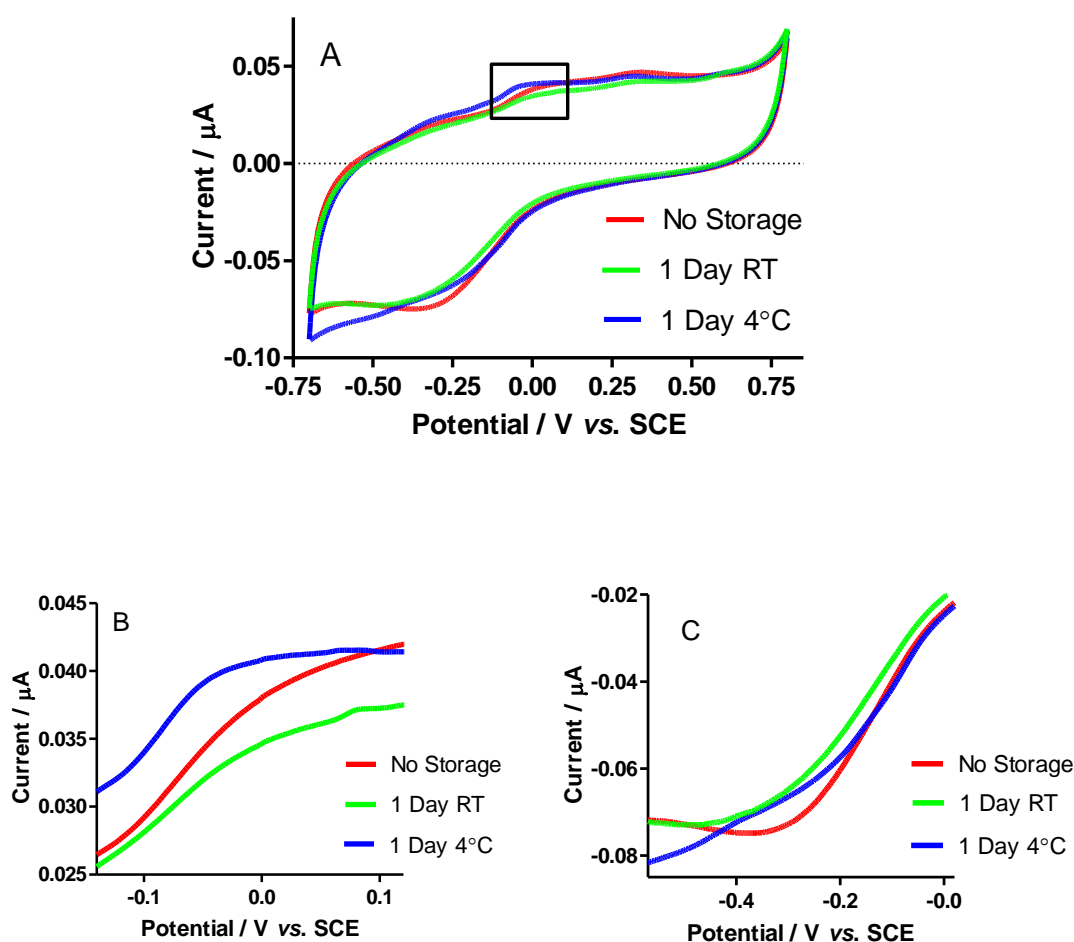 A
0.05
0.00
-0.05
-0.10
Current / μA
No Storage
1 Day RT
1 Day 4°C
-0.75 -0.50 -0.25 0.00 0.25 0.50 0.75
Potential / V vs. SCE
B
0.045
0.040
0.035
0.030
0.025
Current / μA
No Storage
1 Day RT
1 Day 4°C
-0.1 0.0 0.1
Potential / V vs. SCE
C
-0.02
-0.04
-0.06
-0.08
Current / μA
No Storage
1 Day RT
1 Day 4°C
-0.4 -0.2 -0.0
Potential / V vs. SCE